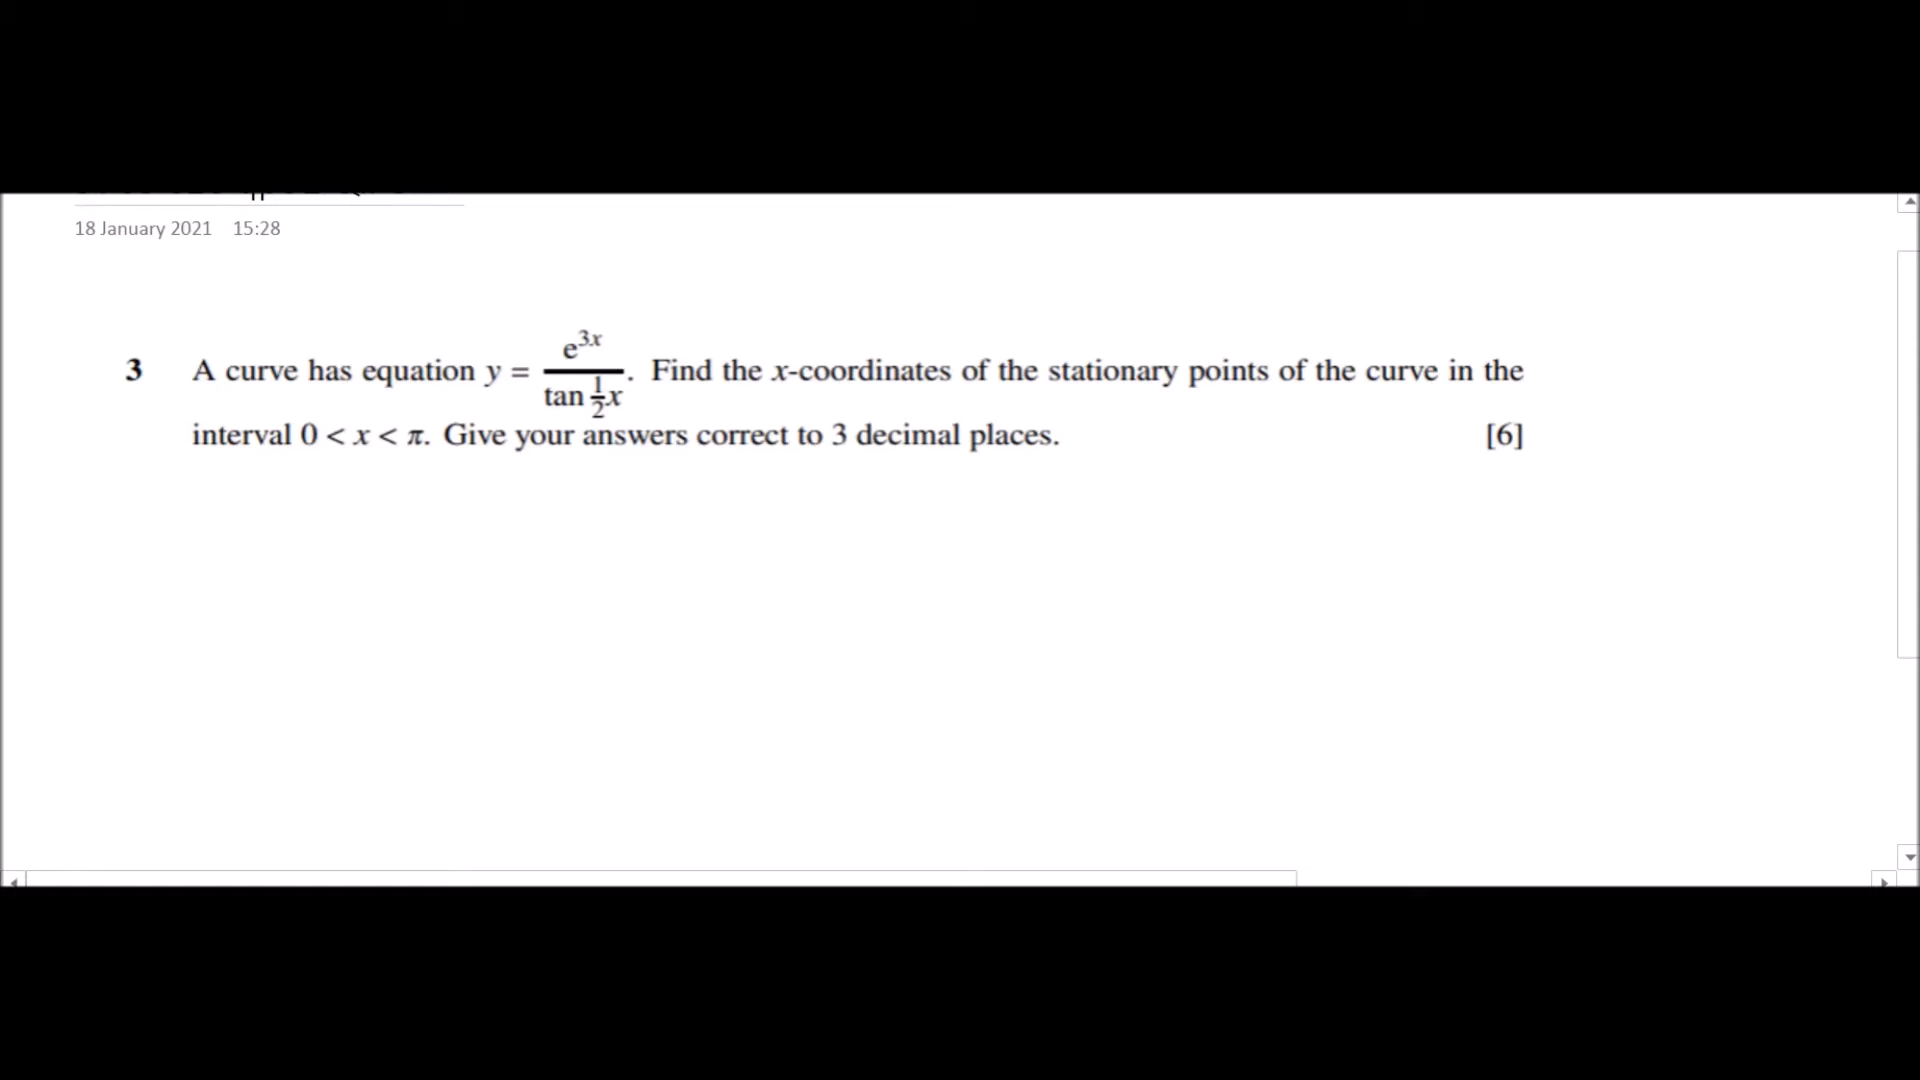 18 January 2021 15:28
3 A curve has equation y = e^{3x} / tan ½x. Find the x-coordinates of the stationary points of the curve in the
interval 0 < x < π. Give your answers correct to 3 decimal places. [6]